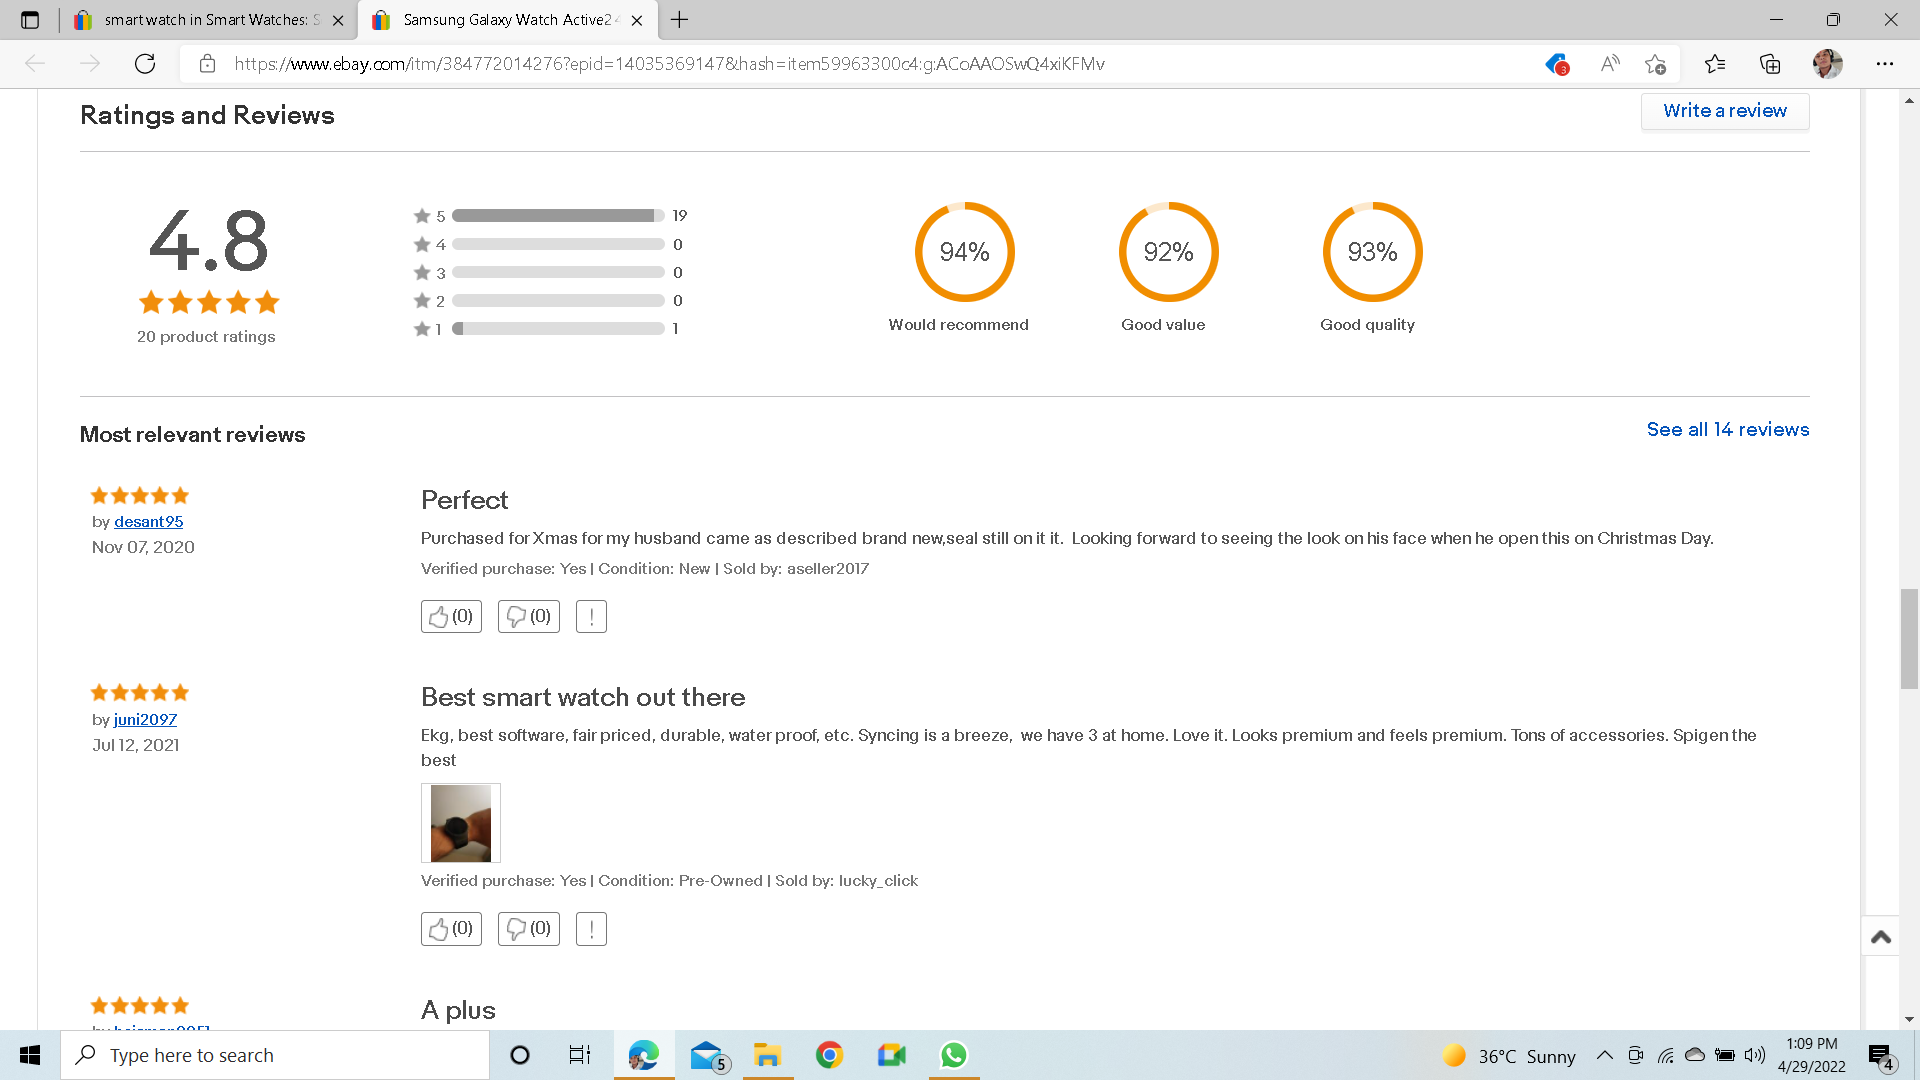 smart watch in Smart Watches: S
Samsung Galaxy Watch Active2 4
https://www.ebay.com/itm/384772014276?epid=14035369147&hash=item59963300c4:g:ACoAAOSwQ4xiKFMv
3
Ratings and Reviews
Write a review
4.8
20 product ratings
5 19
4 0
3 0
2 0
1 1
94%
Would recommend
92%
Good value
93%
Good quality
Most relevant reviews
See all 14 reviews
by desant95
Nov 07, 2020
Perfect
Purchased for Xmas for my husband came as described brand new,seal still on it it. Looking forward to seeing the look on his face when he open this on Christmas Day.
Verified purchase: Yes | Condition: New | Sold by: aseller2017
(0) (0) !
by juni2097
Jul 12, 2021
Best smart watch out there
Ekg, best software, fair priced, durable, water proof, etc. Syncing is a breeze, we have 3 at home. Love it. Looks premium and feels premium. Tons of accessories. Spigen the
best
Verified purchase: Yes | Condition: Pre-Owned | Sold by: lucky_click
(0) (0) !
A plus
Type here to search
5
36°C Sunny
1:09 PM
4/29/2022
4